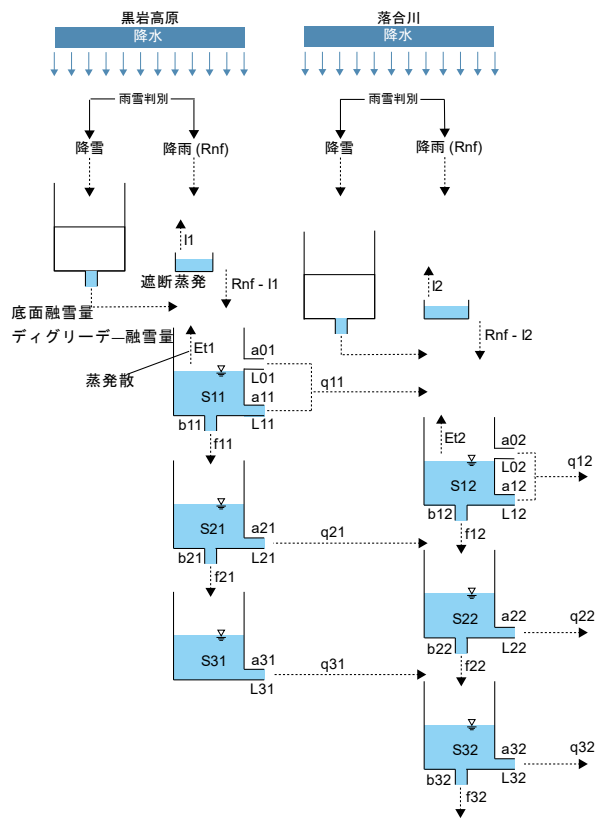 黒岩高原
落合川
降水
降水
雨雪判別
雨雪判別
降雪
降雨 (Rnf)
降雪
降雨 (Rnf)
I1
遮断蒸発
Rnf - I1
I2
底面融雪量
ディグリーデ―融雪量
Rnf - I2
Et1
a01
蒸発散
L01
q11
S11
a11
b11
L11
f11
Et2
a02
L02
q12
S12
a12
b12
L12
f12
S21
a21
q21
b21
L21
f21
S22
a22
q22
b22
L22
f22
S31
a31
q31
L31
S32
a32
q32
b32
L32
f32